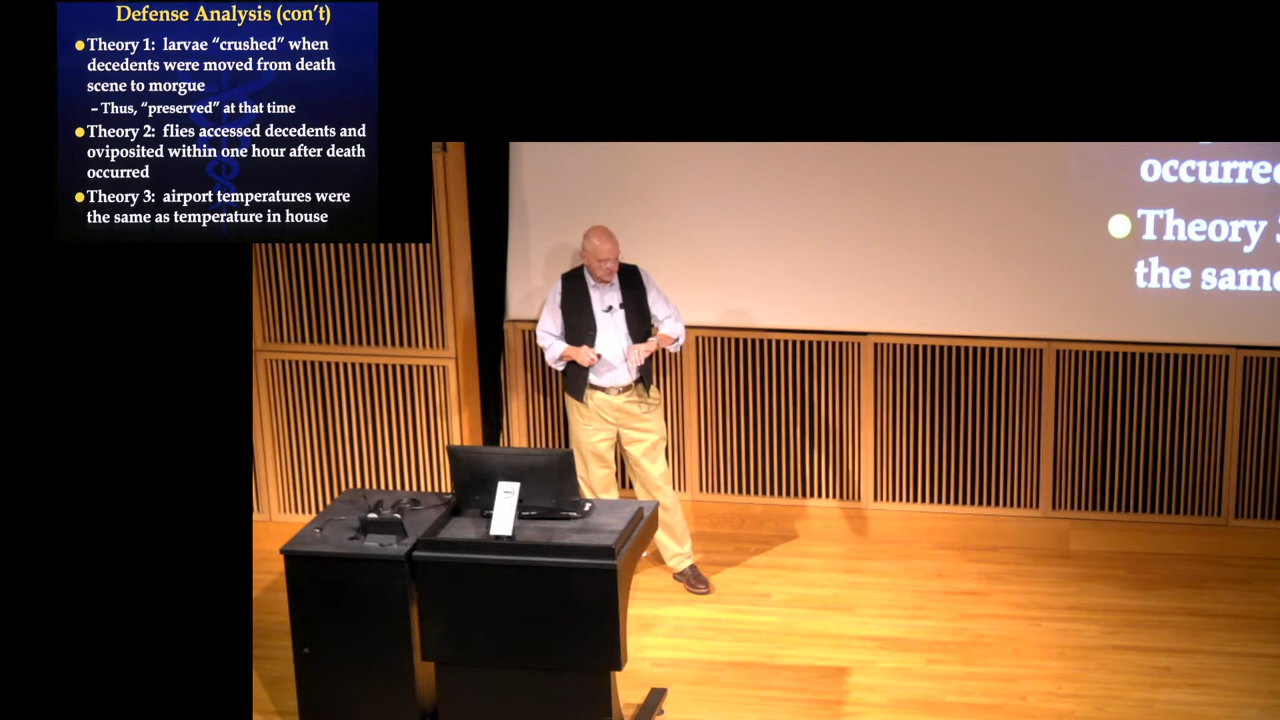 Defense Analysis (con't)
Theory 1: larvae “crushed” when
decedents were moved from death
scene to morgue
– Thus, “preserved” at that time
Theory 2: flies accessed decedents and
oviposited within one hour after death
occurred
Theory 3: airport temperatures were
the same as temperature in house
occurre
Theory
the same